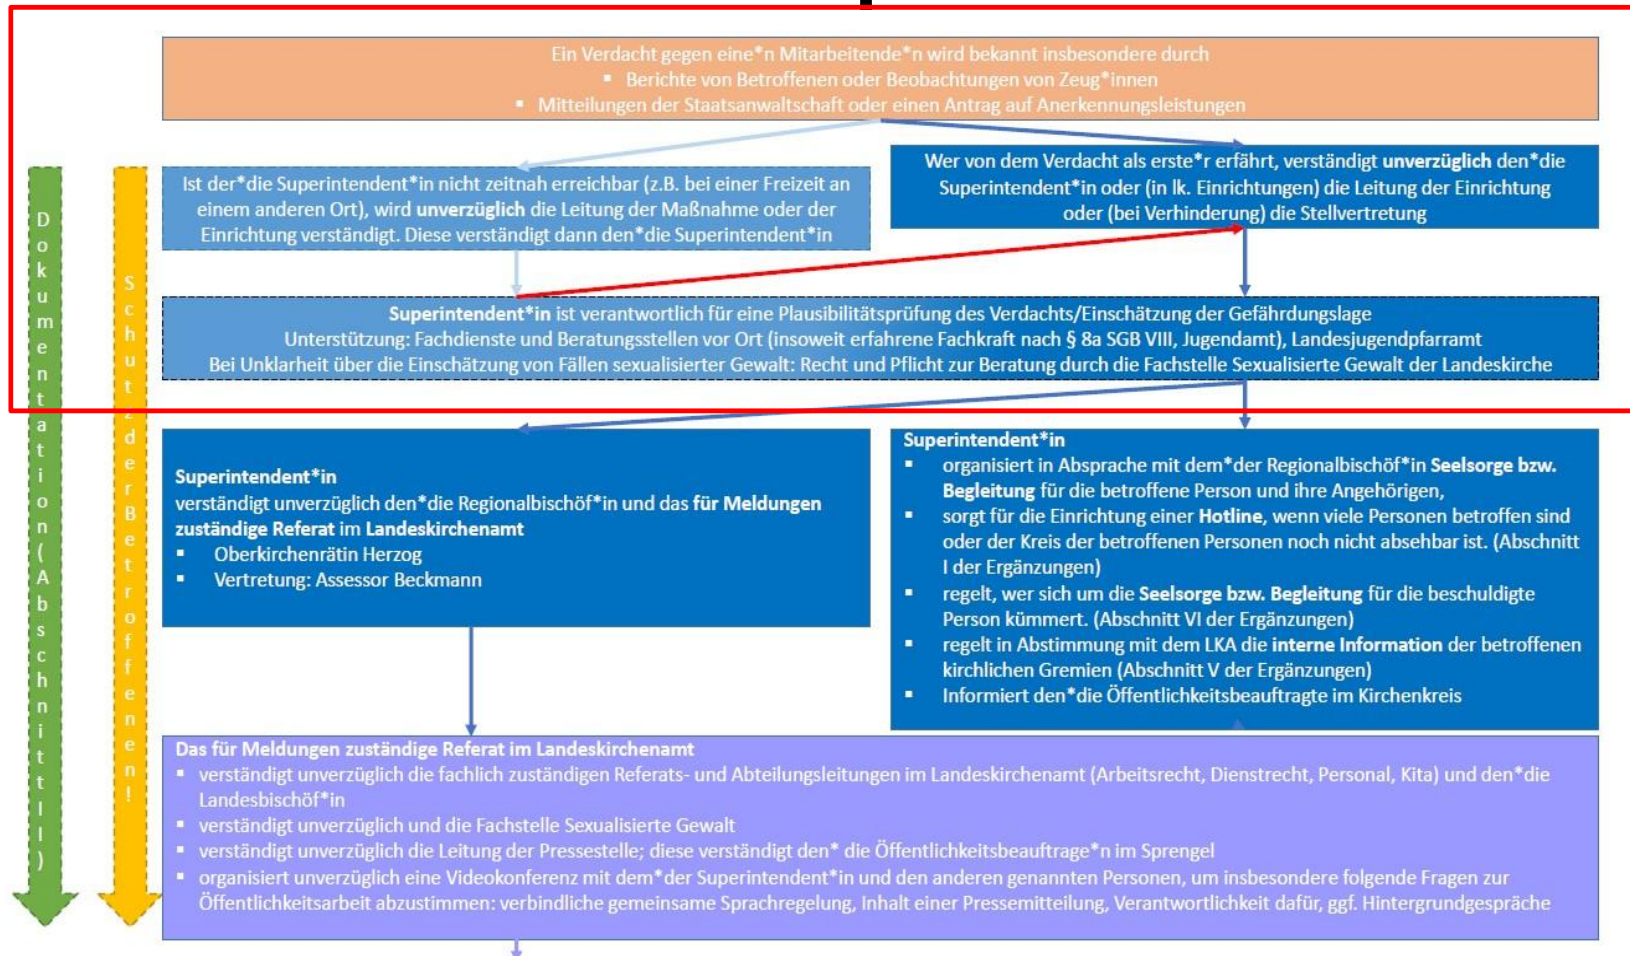 Ein Verdacht gegen eine*n Mitarbeitende*n wird bekannt insbesondere durch
▪ Berichte von Betroffenen oder Beobachtungen von Zeug*innen
▪ Mitteilungen der Staatsanwaltschaft oder einen Antrag auf Anerkennungsleistungen
Ist der*die Superintendent*in nicht zeitnah erreichbar (z.B. bei einer Freizeit an
einem anderen Ort), wird unverzüglich die Leitung der Maßnahme oder der
Einrichtung verständigt. Diese verständigt dann den*die Superintendent*in
Wer von dem Verdacht als erste*r erfährt, verständigt unverzüglich den*die
Superintendent*in oder (in lk. Einrichtungen) die Leitung der Einrichtung
oder (bei Verhinderung) die Stellvertretung
Dokumentation (Abschnitt II)
Schutz der Betroffenen!
Superintendent*in ist verantwortlich für eine Plausibilitätsprüfung des Verdachts/Einschätzung der Gefährdungslage
Unterstützung: Fachdienste und Beratungsstellen vor Ort (insoweit erfahrene Fachkraft nach § 8a SGB VIII, Jugendamt), Landesjugendpfarramt
Bei Unklarheit über die Einschätzung von Fällen sexualisierter Gewalt: Recht und Pflicht zur Beratung durch die Fachstelle Sexualisierte Gewalt der Landeskirche
Superintendent*in
verständigt unverzüglich den*die Regionalbischöf*in und das für Meldungen
zuständige Referat im Landeskirchenamt
▪ Oberkirchenrätin Herzog
▪ Vertretung: Assessor Beckmann
Superintendent*in
▪ organisiert in Absprache mit dem*der Regionalbischöf*in Seelsorge bzw.
Begleitung für die betroffene Person und ihre Angehörigen,
▪ sorgt für die Einrichtung einer Hotline, wenn viele Personen betroffen sind
oder der Kreis der betroffenen Personen noch nicht absehbar ist. (Abschnitt
I der Ergänzungen)
▪ regelt, wer sich um die Seelsorge bzw. Begleitung für die beschuldigte
Person kümmert. (Abschnitt VI der Ergänzungen)
▪ regelt in Abstimmung mit dem LKA die interne Information der betroffenen
kirchlichen Gremien (Abschnitt V der Ergänzungen)
▪ Informiert den*die Öffentlichkeitsbeauftragte im Kirchenkreis
Das für Meldungen zuständige Referat im Landeskirchenamt
▪ verständigt unverzüglich die fachlich zuständigen Referats- und Abteilungsleitungen im Landeskirchenamt (Arbeitsrecht, Dienstrecht, Personal, Kita) und den*die
Landesbischöf*in
▪ verständigt unverzüglich und die Fachstelle Sexualisierte Gewalt
▪ verständigt unverzüglich die Leitung der Pressestelle; diese verständigt den* die Öffentlichkeitsbeauftrage*n im Sprengel
▪ organisiert unverzüglich eine Videokonferenz mit dem*der Superintendent*in und den anderen genannten Personen, um insbesondere folgende Fragen zur
Öffentlichkeitsarbeit abzustimmen: verbindliche gemeinsame Sprachregelung, Inhalt einer Pressemitteilung, Verantwortlichkeit dafür, ggf. Hintergrundgespräche